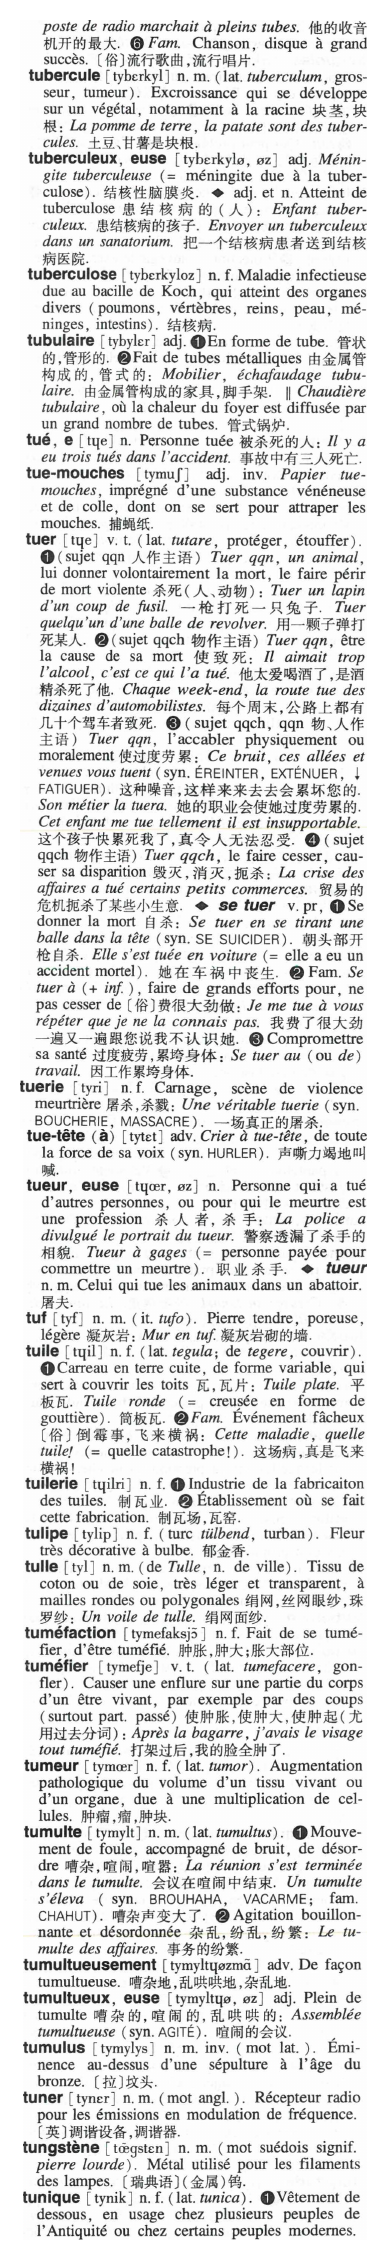 poste de radio marchait à pleins tubes. 他的收音
机开的最大. ❻ Fam. Chanson, disque à grand
succès. [俗]流行歌曲,流行唱片.
tubercule [tybɛrkyl] n. m. (lat. tuberculum, gros-
seur, tumeur). Excroissance qui se développe
sur un végétal, notamment à la racine 块茎,块
根: La pomme de terre, la patate sont des tuber-
cules. 土豆、甘薯是块根.
tuberculeux, euse [tybɛrkylø, øz] adj. Ménin-
gite tuberculeuse (= méningite due à la tuber-
culose). 结核性脑膜炎. ◆ adj. et n. Atteint de
tuberculose 患结核病的(人): Enfant tuber-
culeux. 患结核病的孩子. Envoyer un tuberculeux
dans un sanatorium. 把一个结核病患者送到结核
病医院.
tuberculose [tybɛrkyloz] n. f. Maladie infectieuse
due au bacille de Koch, qui atteint des organes
divers (poumons, vértèbres, reins, peau, mé-
ninges, intestins). 结核病.
tubulaire [tybylɛr] adj. ❶En forme de tube. 管状
的,管形的. ❷Fait de tubes métalliques 由金属管
构成的,管式的: Mobilier, échafaudage tubu-
laire. 由金属管构成的家具,脚手架. ‖ Chaudière
tubulaire, où la chaleur du foyer est diffusée par
un grand nombre de tubes. 管式锅炉.
tué, e [tɥe] n. Personne tuée 被杀死的人: Il y a
eu trois tués dans l'accident. 事故中有三人死亡.
tue-mouches [tymuʃ] adj. inv. Papier tue-
mouches, imprégné d'une substance vénéneuse
et de colle, dont on se sert pour attraper les
mouches. 捕蝇纸.
tuer [tɥe] v. t. (lat. tutare, protéger, étouffer).
❶(sujet qqn 人作主语) Tuer qqn, un animal,
lui donner volontairement la mort, le faire périr
de mort violente 杀死(人、动物): Tuer un lapin
d'un coup de fusil. 一枪打死一只兔子. Tuer
quelqu'un d'une balle de revolver. 用一颗子弹打
死某人. ❷(sujet qqch 物作主语) Tuer qqn, être
la cause de sa mort 使致死: Il aimait trop
l'alcool, c'est ce qui l'a tué. 他太爱喝酒了,是酒
精杀死了他. Chaque week-end, la route tue des
dizaines d'automobilistes. 每个周末,公路上都有
几十个驾车者致死. ❸ (sujet qqch, qqn 物、人作
主语) Tuer qqn, l'accabler physiquement ou
moralement 使过度劳累: Ce bruit, ces allées et
venues vous tuent (syn. ÉREINTER, EXTÉNUER, ↓
FATIGUER). 这种噪音,这样来来去去会累坏您的.
Son métier la tuera. 她的职业会使她过度劳累的.
Cet enfant me tue tellement il est insupportable.
这个孩子快累死我了,真令人无法忍受. ❹ (sujet
qqch 物作主语) Tuer qqch, le faire cesser, cau-
ser sa disparition 毁灭,消灭,扼杀: La crise des
affaires a tué certains petits commerces. 贸易的
危机扼杀了某些小生意. ◆ se tuer v. pr, ❶Se
donner la mort 自杀: Se tuer en se tirant une
balle dans la tête (syn. SE SUICIDER). 朝头部开
枪自杀. Elle s'est tuée en voiture (= elle a eu un
accident mortel). 她在车祸中丧生. ❷ Fam. Se
tuer à (+ inf.), faire de grands efforts pour, ne
pas cesser de [俗]费很大劲做: Je me tue à vous
répéter que je ne la connais pas. 我费了很大劲
一遍又一遍跟您说我不认识她. ❸ Compromettre
sa santé 过度疲劳,累垮身体: Se tuer au (ou de)
travail. 因工作累垮身体.
tuerie [tyri] n. f. Carnage, scène de violence
meurtrière 屠杀,杀戮: Une véritable tuerie (syn.
BOUCHERIE, MASSACRE). 一场真正的屠杀.
tue-tête (à) [tytɛt] adv. Crier à tue-tête, de toute
la force de sa voix (syn. HURLER). 声嘶力竭地叫
喊.
tueur, euse [tɥœr, øz] n. Personne qui a tué
d'autres personnes, ou pour qui le meurtre est
une profession 杀人者,杀手: La police a
divulgué le portrait du tueur. 警察透漏了杀手的
相貌. Tueur à gages (= personne payée pour
commettre un meurtre). 职业杀手. ◆ tueur
n. m. Celui qui tue les animaux dans un abattoir.
屠夫.
tuf [tyf] n. m. (it. tufo). Pierre tendre, poreuse,
légère 凝灰岩: Mur en tuf. 凝灰岩砌的墙.
tuile [tɥil] n. f. (lat. tegula; de tegere, couvrir).
❶Carreau en terre cuite, de forme variable, qui
sert à couvrir les toits 瓦,瓦片: Tuile plate. 平
板瓦. Tuile ronde (= creusée en forme de
gouttière). 筒板瓦. ❷Fam. Événement fâcheux
[俗]倒霉事,飞来横祸: Cette maladie, quelle
tuile! (= quelle catastrophe!). 这场病,真是飞来
横祸!
tuilerie [tɥilri] n. f. ❶ Industrie de la fabricaiton
des tuiles. 制瓦业. ❷ Établissement où se fait
cette fabrication. 制瓦场,瓦窑.
tulipe [tylip] n. f. (turc tülbend, turban). Fleur
très décorative à bulbe. 郁金香.
tulle [tyl] n. m. (de Tulle, n. de ville). Tissu de
coton ou de soie, très léger et transparent, à
mailles rondes ou polygonales 绢网,丝网眼纱,珠
罗纱: Un voile de tulle. 绢网面纱.
tuméfaction [tymefaksjɔ̃] n. f. Fait de se tumé-
fier, d'être tuméfié. 肿胀,肿大;胀大部位.
tuméfier [tymefje] v. t. (lat. tumefacere, gon-
fler). Causer une enflure sur une partie du corps
d'un être vivant, par exemple par des coups
(surtout part. passé) 使肿胀,使肿大,使肿起(尤
用过去分词): Après la bagarre, j'avais le visage
tout tuméfié. 打架过后,我的脸全肿了.
tumeur [tymœr] n. f. (lat. tumor). Augmentation
pathologique du volume d'un tissu vivant ou
d'un organe, due à une multiplication de cel-
lules. 肿瘤,瘤,肿块.
tumulte [tymylt] n. m. (lat. tumultus). ❶Mouve-
ment de foule, accompagné de bruit, de désor-
dre 嘈杂,喧闹,喧嚣: La réunion s'est terminée
dans le tumulte. 会议在喧闹中结束. Un tumulte
s'éleva (syn. BROUHAHA, VACARME; fam.
CHAHUT). 嘈杂声变大了. ❷ Agitation bouillon-
nante et désordonnée 杂乱,纷乱,纷繁: Le tu-
multe des affaires. 事务的纷繁.
tumultueusement [tymyltɥøzmɑ̃] adv. De façon
tumultueuse. 嘈杂地,乱哄哄地,杂乱地.
tumultueux, euse [tymyltɥø, øz] adj. Plein de
tumulte 嘈杂的,喧闹的,乱哄哄的: Assemblée
tumultueuse (syn. AGITÉ). 喧闹的会议.
tumulus [tymylys] n. m. inv. (mot lat.). Émi-
nence au-dessus d'une sépulture à l'âge du
bronze. [拉]坟头.
tuner [tynɛr] n. m. (mot angl.). Récepteur radio
pour les émissions en modulation de fréquence.
[英]调谐设备,调谐器.
tungstène [tœ̃gstɛn] n. m. (mot suédois signif.
pierre lourde). Métal utilisé pour les filaments
des lampes. [瑞典语](金属)钨.
tunique [tynik] n. f. (lat. tunica). ❶Vêtement de
dessous, en usage chez plusieurs peuples de
l'Antiquité ou chez certains peuples modernes.